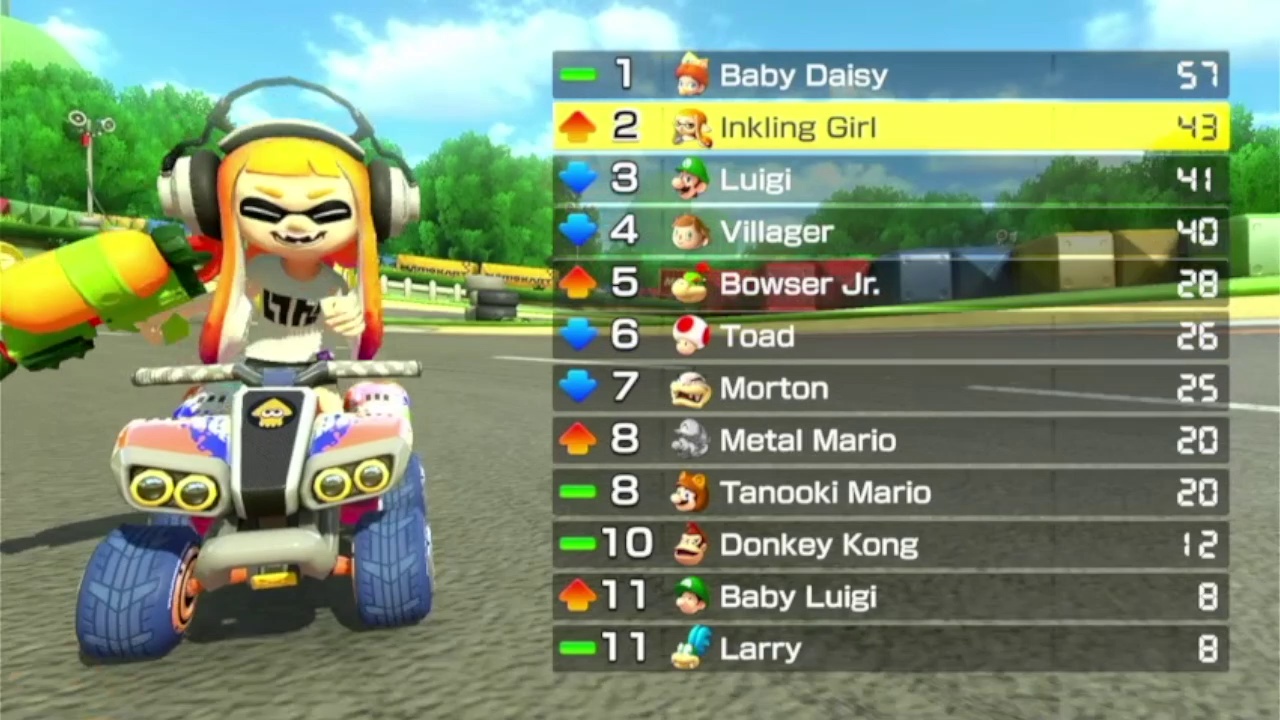 1 Baby Daisy 57
2 Inkling Girl 43
3 Luigi 41
4 Villager 40
5 Bowser Jr. 28
6 Toad 26
7 Morton 25
8 Metal Mario 20
8 Tanooki Mario 20
10 Donkey Kong 12
11 Baby Luigi 8
11 Larry 8